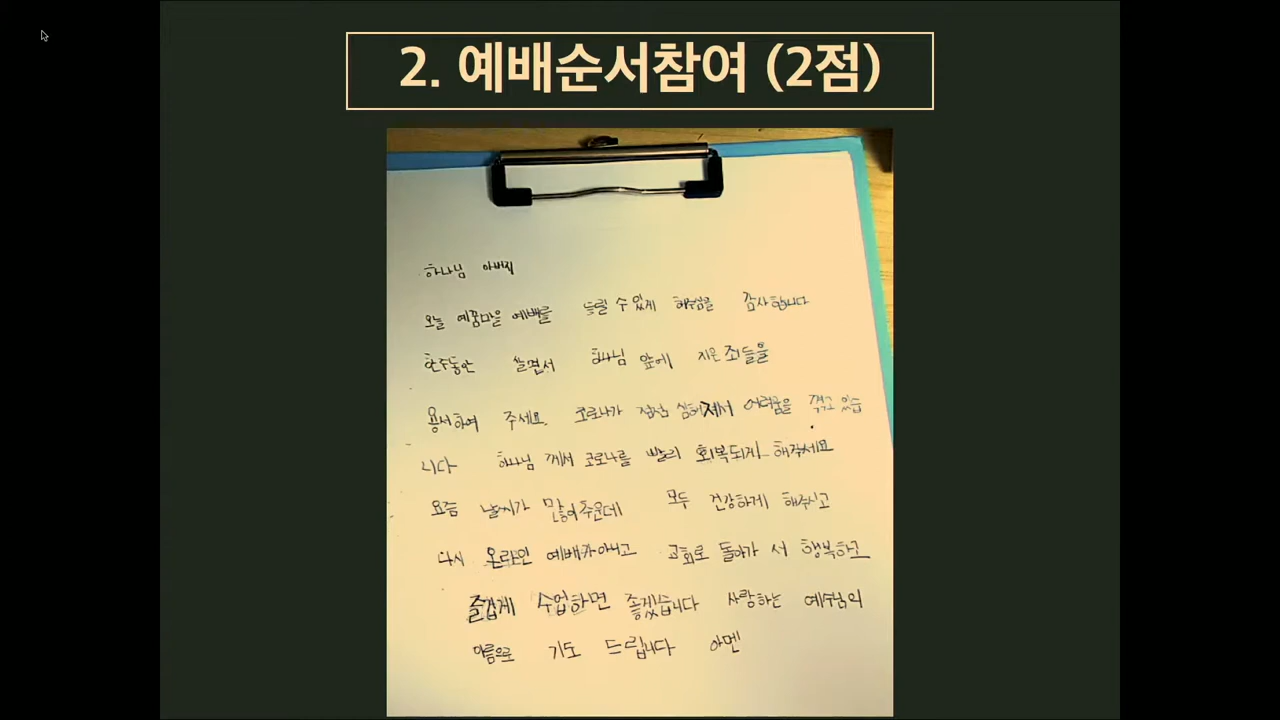 2. 예배순서참여 (2점)
하나님 아버지
오늘 예꿈마을 예배를 드릴 수 있게 해주심을 감사합니다
한주동안 살면서 하나님 앞에 지은 죄들을
용서하여 주세요. 코로나가 점점 심해져서 어려움을 꺾고 있습
니다 하나님 께서 코로나를 빨리 회복되게 해주세요
요즘 날씨가 많이 추운데 모두 건강하게 해주시고
다시 온라인 예배가아니고 교회로 돌아가 서 행복하고
즐겁게 수업하면 좋겠습니다 사랑하는 예수님의
이름으로 기도 드립니다 아멘